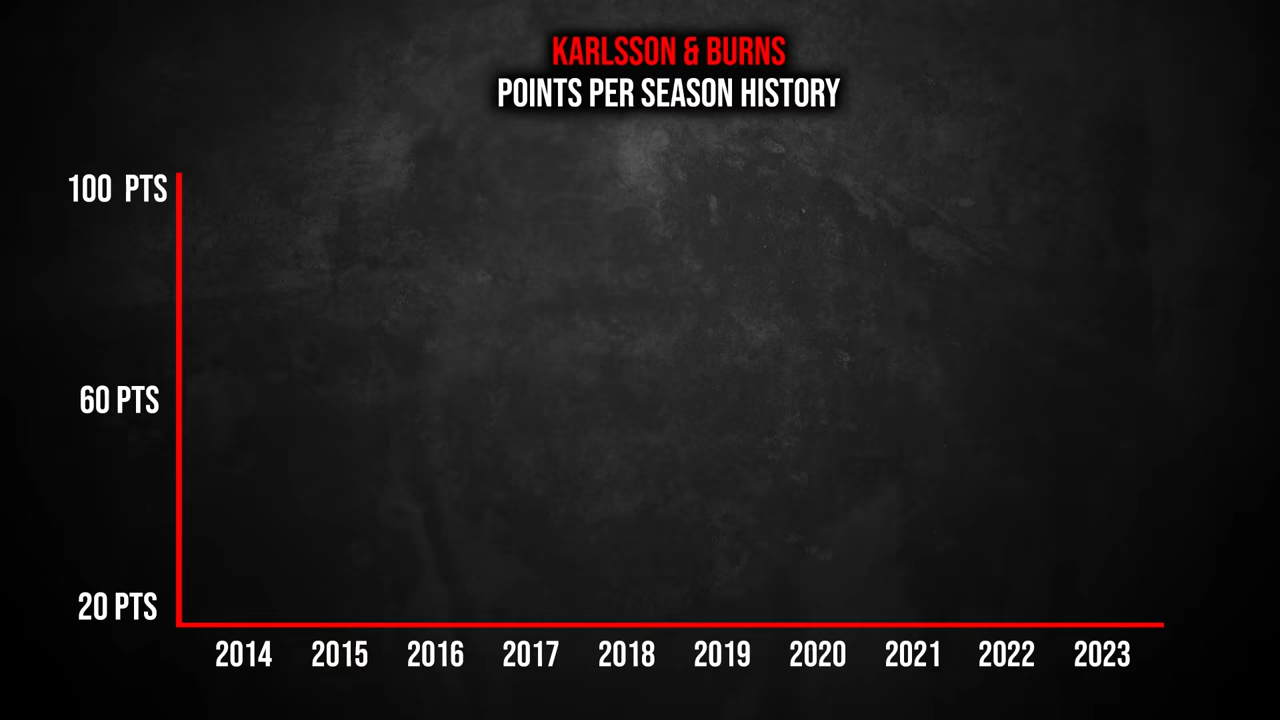 KARLSSON & BURNS
POINTS PER SEASON HISTORY
100 PTS
60 PTS
20 PTS
2014 2015 2016 2017 2018 2019 2020 2021 2022 2023